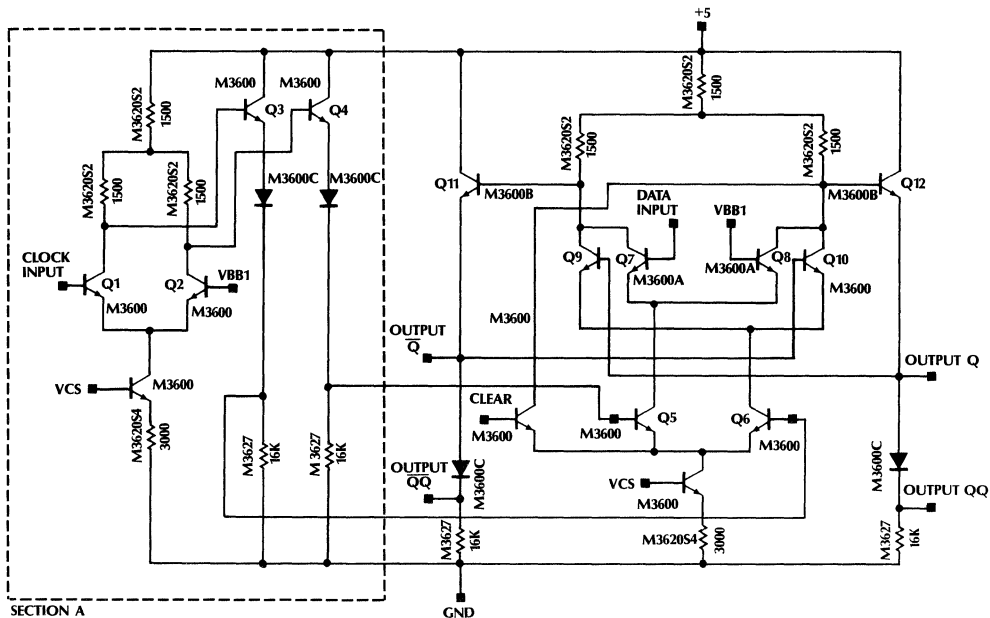 +5
M3600
M3600
M3620S2
1500
Q3
Q4
M3620S2
1500
M3620S2
1500
M3620S2
1500
M3620S2
1500
M3620S2
1500
M3600C
M3600C
Q11
M3600B
DATA
INPUT
VBB1
M3600B
Q12
CLOCK
INPUT
Q1
Q2
VBB1
M3600
M3600
Q9
Q7
M3600A
Q8
M3600A
Q10
M3600
M3600
OUTPUT
Q
OUTPUT Q
VCS
M3600
M3620S4
3000
CLEAR
M3600
M3600
Q5
Q6
M3600
M3627
16K
M 3627
16K
OUTPUT
QQ
M3600C
M3627
16K
VCS
M3600
M3620S4
3000
M3600C
OUTPUT QQ
M3627
16K
GND
SECTION A